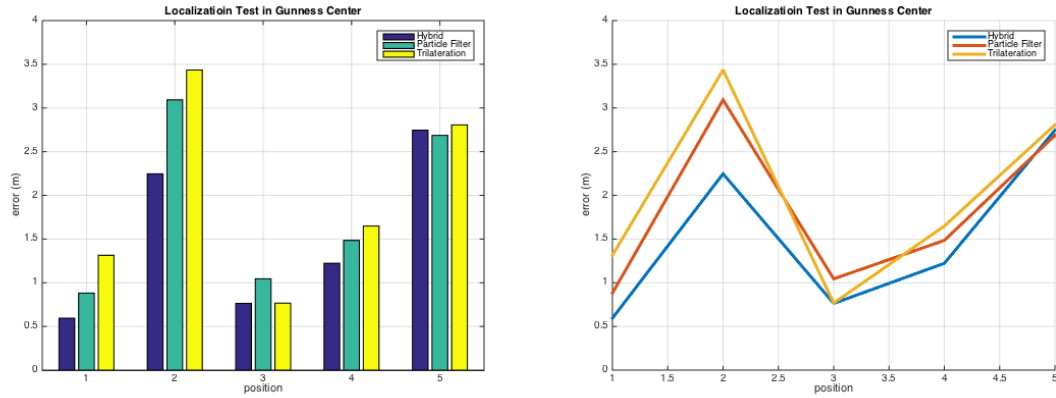 Localizatioin Test in Gunness Center
Hybrid
Particle Filter
Trilateration
error (m)
4
3.5
3
2.5
2
1.5
1
0.5
0
1 2 3 4 5
position
Localizatioin Test in Gunness Center
Hybrid
Particle Filter
Trilateration
error (m)
4
3.5
3
2.5
2
1.5
1
0.5
0
1 1.5 2 2.5 3 3.5 4 4.5 5
position